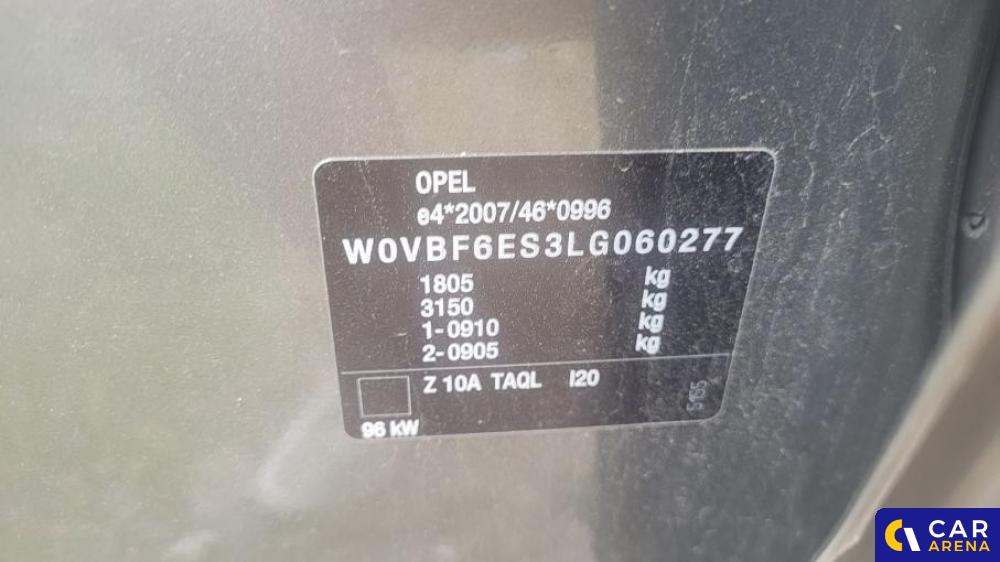 OPEL
e4*2007/46*0996
W0VBF6ES3LG060277
1805 kg
3150 kg
1-0910 kg
2-0905 kg
Z 10A TAQL I20
96 kW
5155
CAR
ARENA